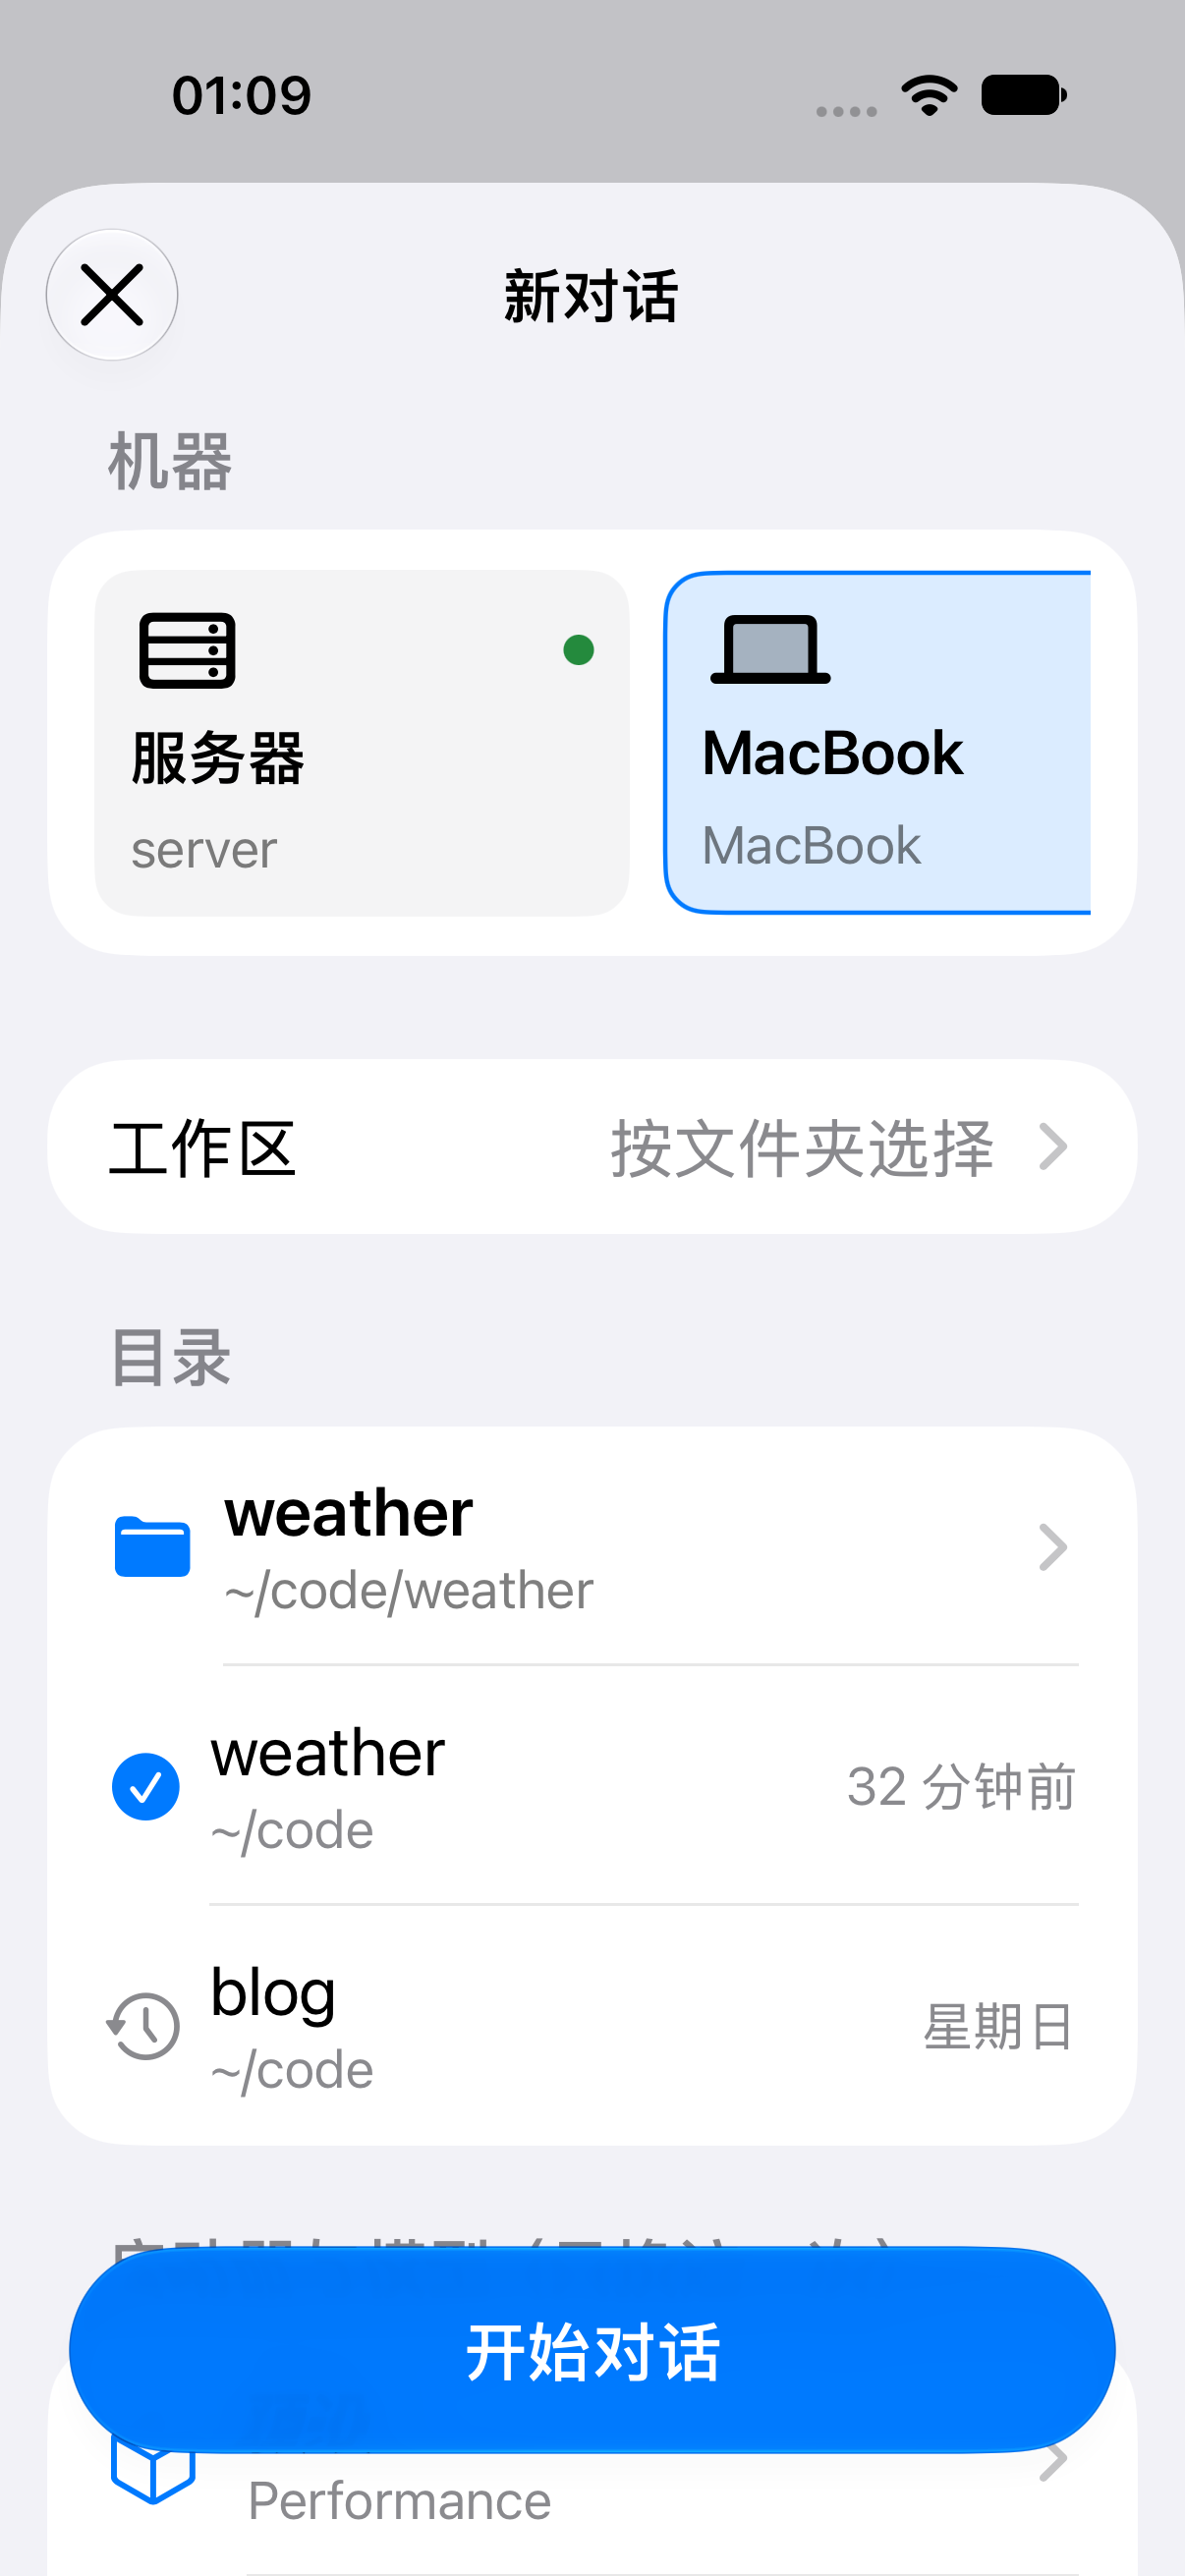 01:09
新对话
机器
服务器
server
MacBook
MacBook
工作区
按文件夹选择
目录
weather
~/code/weather
weather
~/code
32 分钟前
blog
~/code
星期日
开始对话
Performance